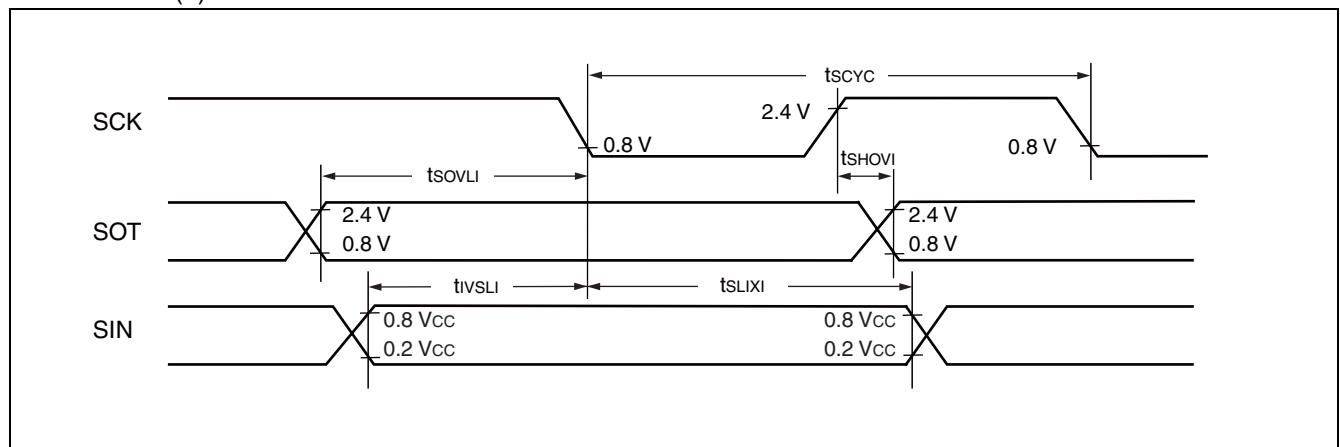 tSCYC
SCK
2.4 V
0.8 V
0.8 V
tSHOVI
tSOVLI
SOT
2.4 V
2.4 V
0.8 V
0.8 V
tIVSLI
tSLIXI
SIN
0.8 VCC
0.8 VCC
0.2 VCC
0.2 VCC